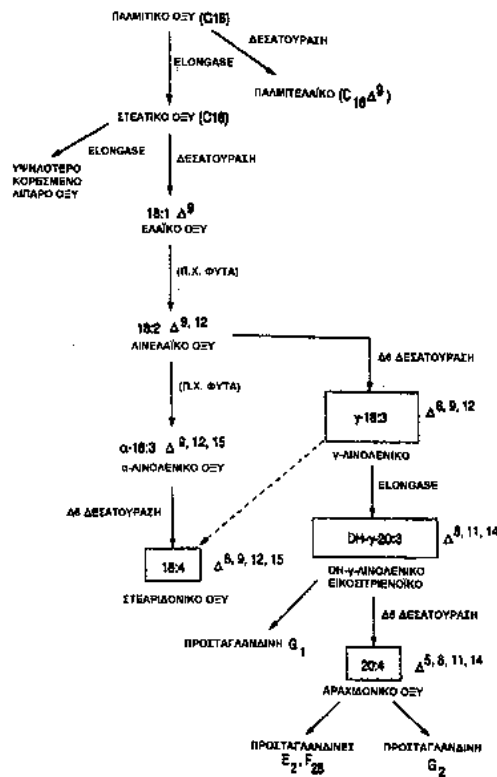 ΠΑΛΜΙΤΙΚΟ ΟΞΥ (C16)
ΔΕΣΑΤΟΥΡΑΣΗ
ELONGASE
ΠΑΛΜΙΤΕΛΑΪΚΟ (C16Δ⁹)
ΣΤΕΑΤΙΚΟ ΟΞΥ (C18)
ELONGASE
ΔΕΣΑΤΟΥΡΑΣΗ
ΥΨΗΛΟΤΕΡΟ
ΚΟΡΕΣΜΕΝΟ
ΛΙΠΑΡΟ ΟΞΥ
18:1 Δ⁹
ΕΛΑΪΚΟ ΟΞΥ
(Π.Χ. ΦΥΤΑ)
18:2 Δ⁹, ¹²
ΛΙΝΕΛΑΪΚΟ ΟΞΥ
Δ6 ΔΕΣΑΤΟΥΡΑΣΗ
(Π.Χ. ΦΥΤΑ)
γ-18:3 Δ⁶, ⁹, ¹²
γ-ΛΙΝΟΛΕΝΙΚΟ
α-18:3 Δ⁹, ¹², ¹⁵
α-ΛΙΝΟΛΕΝΙΚΟ ΟΞΥ
ELONGASE
Δ6 ΔΕΣΑΤΟΥΡΑΣΗ
DH-γ-20:3 Δ⁸, ¹¹, ¹⁴
18:4 Δ⁶, ⁹, ¹², ¹⁵
DH-γ-ΛΙΝΟΛΕΝΙΚΟ
ΕΙΚΟΣΙΤΡΙΕΝΟΪΚΟ
ΣΤΕΑΡΙΔΟΝΙΚΟ ΟΞΥ
Δ5 ΔΕΣΑΤΟΥΡΑΣΗ
ΠΡΟΣΤΑΓΛΑΝΔΙΝΗ G₁
20:4 Δ⁵, ⁸, ¹¹, ¹⁴
ΑΡΑΧΙΔΟΝΙΚΟ ΟΞΥ
ΠΡΟΣΤΑΓΛΑΝΔΙΝΕΣ
E₂, F
ΠΡΟΣΤΑΓΛΑΝΔΙΝΗ
G₂